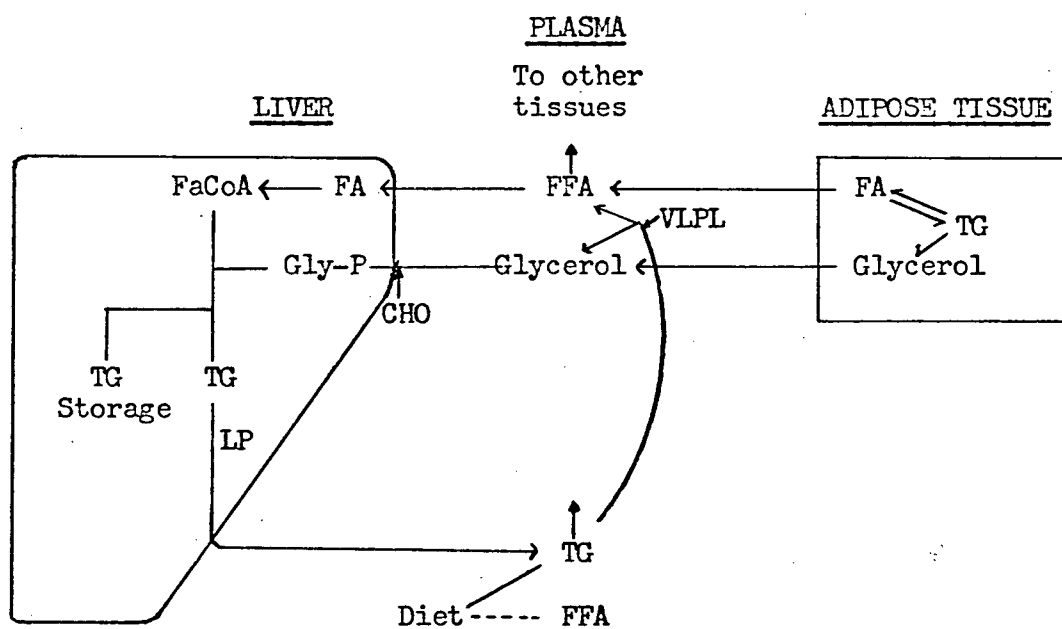 PLASMA
To other
tissues
LIVER
ADIPOSE TISSUE
FaCoA
FA
FFA
FA
VLPL
TG
Gly-P
Glycerol
Glycerol
CHO
TG
Storage
TG
LP
TG
Diet ----- FFA